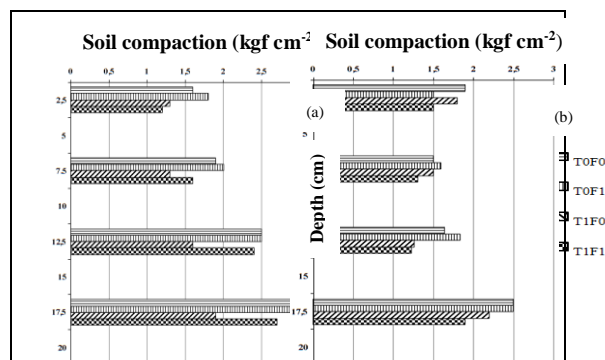 Soil compaction (kgf cm-2
Soil compaction (kgf cm-2)
0 0,5 1 1,5 2 2,5
0 0,5 1 1,5 2 2,5 3
2,5
5
7,5
10
12,5
15
17,5
20
(a)
Depth (cm)
5
10
15
17,5
20
(b)
T0F0
T0F1
T1F0
T1F1